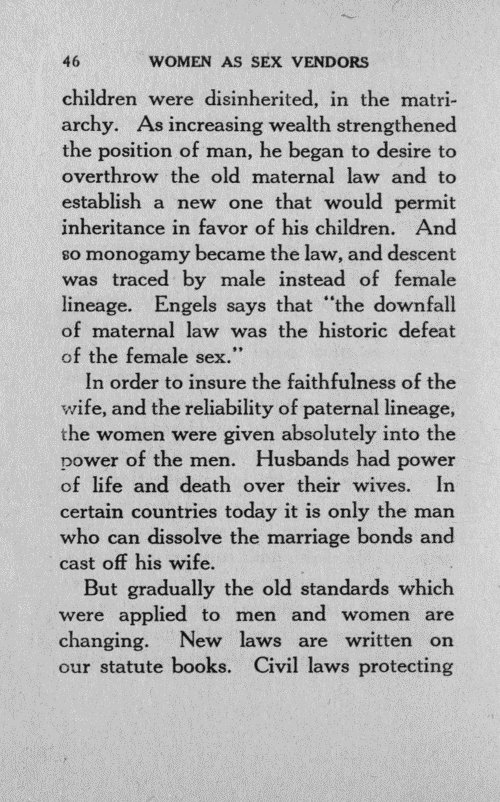 46 WOMEN AS SEX VENDORS
children were disinherited, in the matri-
archy. As increasing wealth strengthened
the position of man, he began to desire to
overthrow the old maternal law and to
establish a new one that would permit
inheritance in favor of his children. And
so monogamy became the law, and descent
was traced by male instead of female
lineage. Engels says that "the downfall
of maternal law was the historic defeat
of the female sex."
In order to insure the faithfulness of the
wife, and the reliability of paternal lineage,
the women were given absolutely into the
power of the men. Husbands had power
of life and death over their wives. In
certain countries today it is only the man
who can dissolve the marriage bonds and
cast off his wife.
But gradually the old standards which
were applied to men and women are
changing. New laws are written on
our statute books. Civil laws protecting